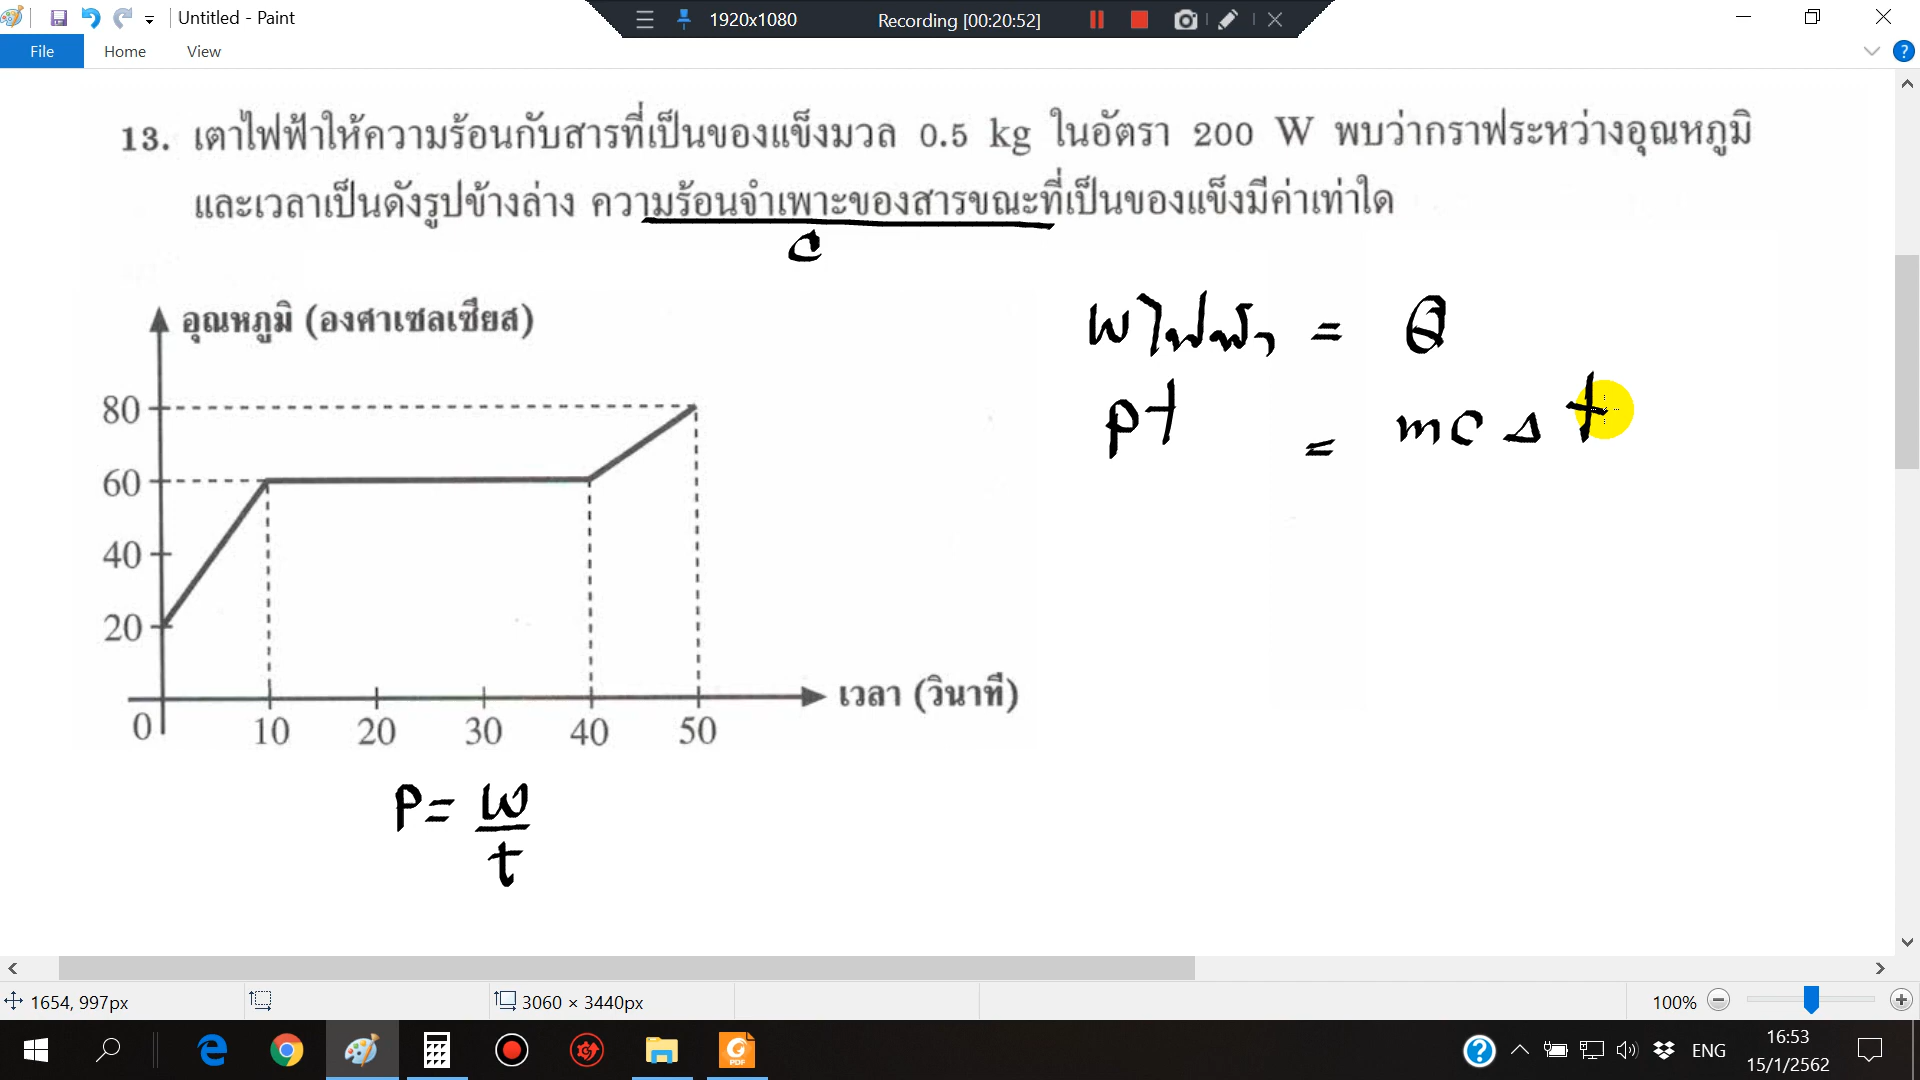 Untitled - Paint
1920x1080
Recording [00:20:52]
File
Home
View
13. เตาไฟฟ้าให้ความร้อนกับสารที่เป็นของแข็งมวล 0.5 kg ในอัตรา 200 W พบว่ากราฟระหว่างอุณหภูมิ
และเวลาเป็นดังรูปข้างล่าง ความร้อนจำเพาะของสารขณะที่เป็นของแข็งมีค่าเท่าใด
c
อุณหภูมิ (องศาเซลเซียส)
80
60
40
20
0
10
20
30
40
50
เวลา (วินาที)
Wไฟฟ้า = Q
Pt = mcΔt
P = W
t
1654, 997px
3060 × 3440px
100%
ENG
16:53
15/1/2562